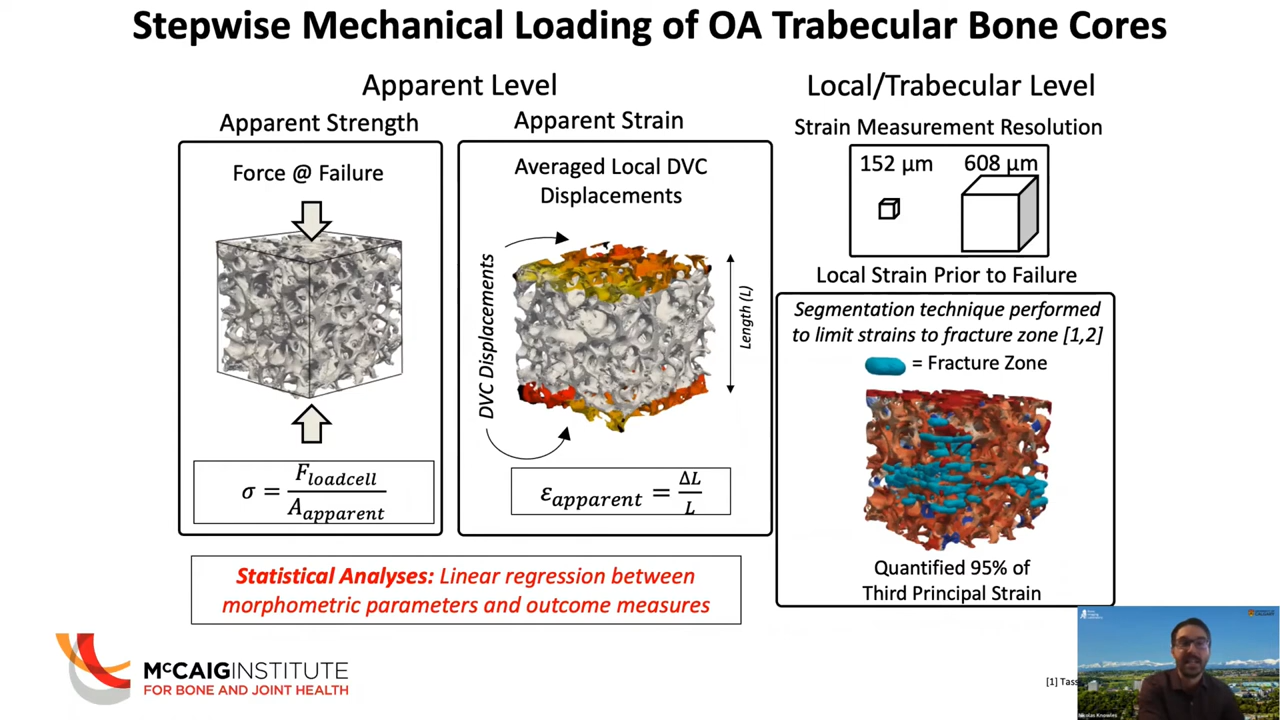 Stepwise Mechanical Loading of OA Trabecular Bone Cores
Apparent Level
Apparent Strength
Force @ Failure
σ = F_loadcell / A_apparent
Apparent Strain
Averaged Local DVC
Displacements
DVC Displacements
Length (L)
ε_apparent = ΔL / L
Local/Trabecular Level
Strain Measurement Resolution
152 µm 608 µm
Local Strain Prior to Failure
Segmentation technique performed
to limit strains to fracture zone [1,2]
= Fracture Zone
Quantified 95% of
Third Principal Strain
Statistical Analyses: Linear regression between
morphometric parameters and outcome measures
McCAIG INSTITUTE
FOR BONE AND JOINT HEALTH
[1] Tass
Nicolas Knowles